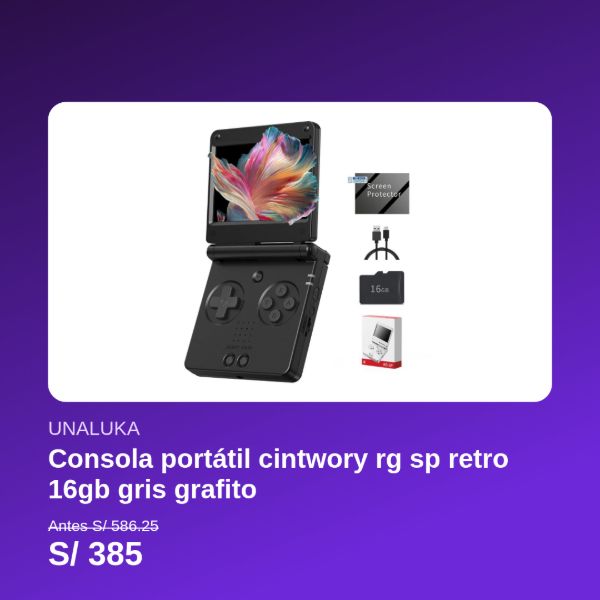 Screen
Protector
16GB
UNALUKA
Consola portátil cintwory rg sp retro
16gb gris grafito
Antes S/ 586.25
S/ 385